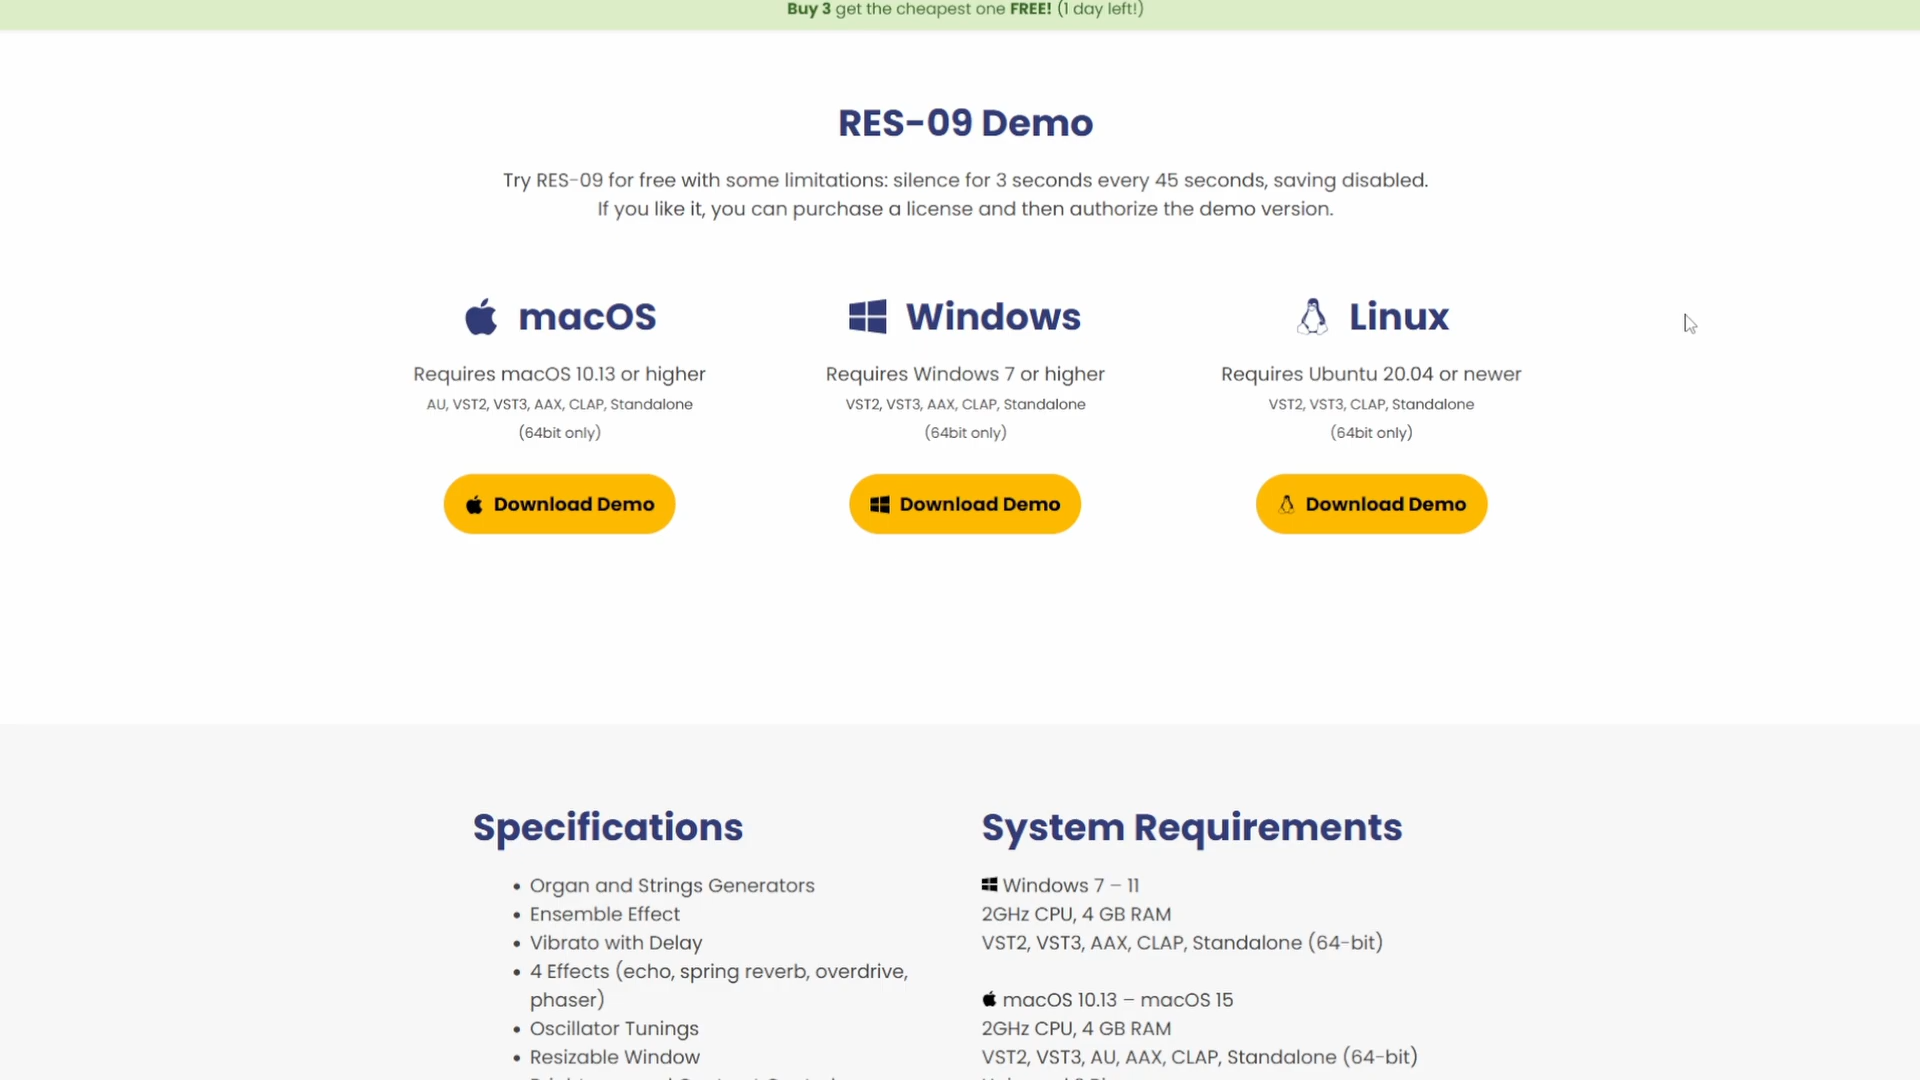 Buy 3 get the cheapest one FREE! (1 day left!)
RES-09 Demo
Try RES-09 for free with some limitations: silence for 3 seconds every 45 seconds, saving disabled.
If you like it, you can purchase a license and then authorize the demo version.
macOS
Requires macOS 10.13 or higher
AU, VST2, VST3, AAX, CLAP, Standalone
(64bit only)
Download Demo
Windows
Requires Windows 7 or higher
VST2, VST3, AAX, CLAP, Standalone
(64bit only)
Download Demo
Linux
Requires Ubuntu 20.04 or newer
VST2, VST3, CLAP, Standalone
(64bit only)
Download Demo
Specifications
• Organ and Strings Generators
• Ensemble Effect
• Vibrato with Delay
• 4 Effects (echo, spring reverb, overdrive,
phaser)
• Oscillator Tunings
• Resizable Window
System Requirements
Windows 7 – 11
2GHz CPU, 4 GB RAM
VST2, VST3, AAX, CLAP, Standalone (64-bit)
macOS 10.13 – macOS 15
2GHz CPU, 4 GB RAM
VST2, VST3, AU, AAX, CLAP, Standalone (64-bit)